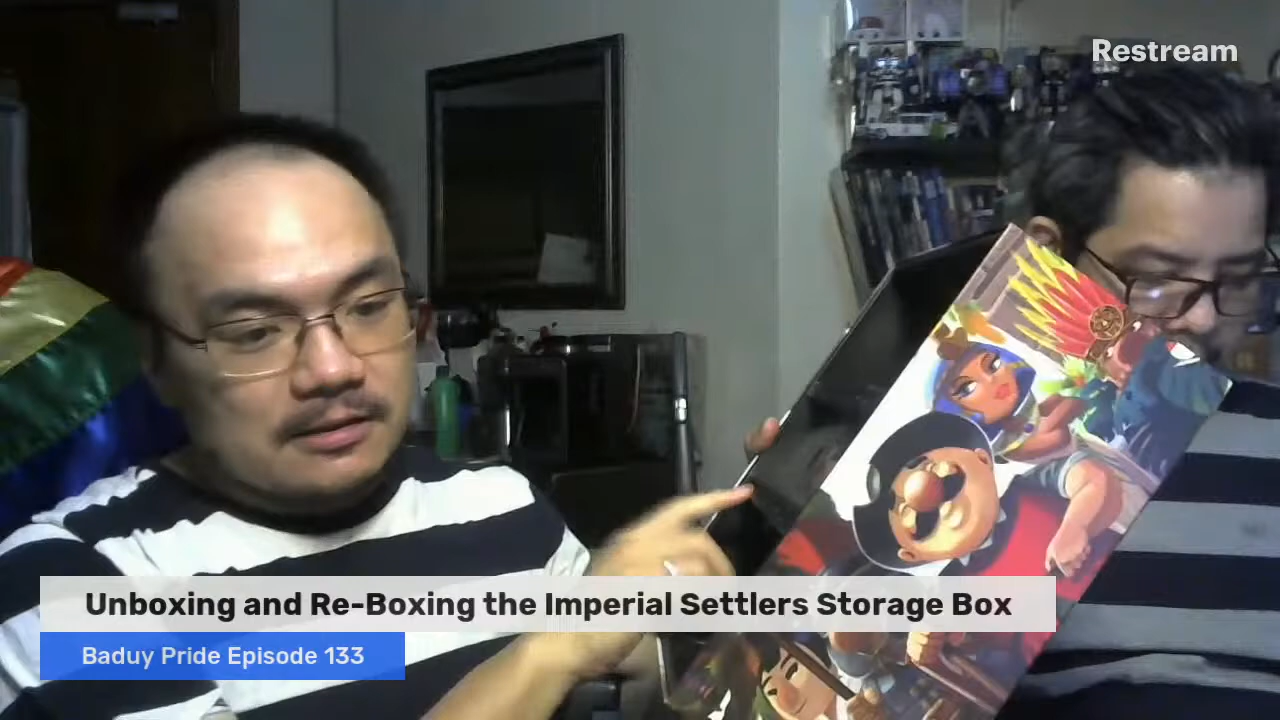 Restream
Unboxing and Re-Boxing the Imperial Settlers Storage Box
Baduy Pride Episode 133